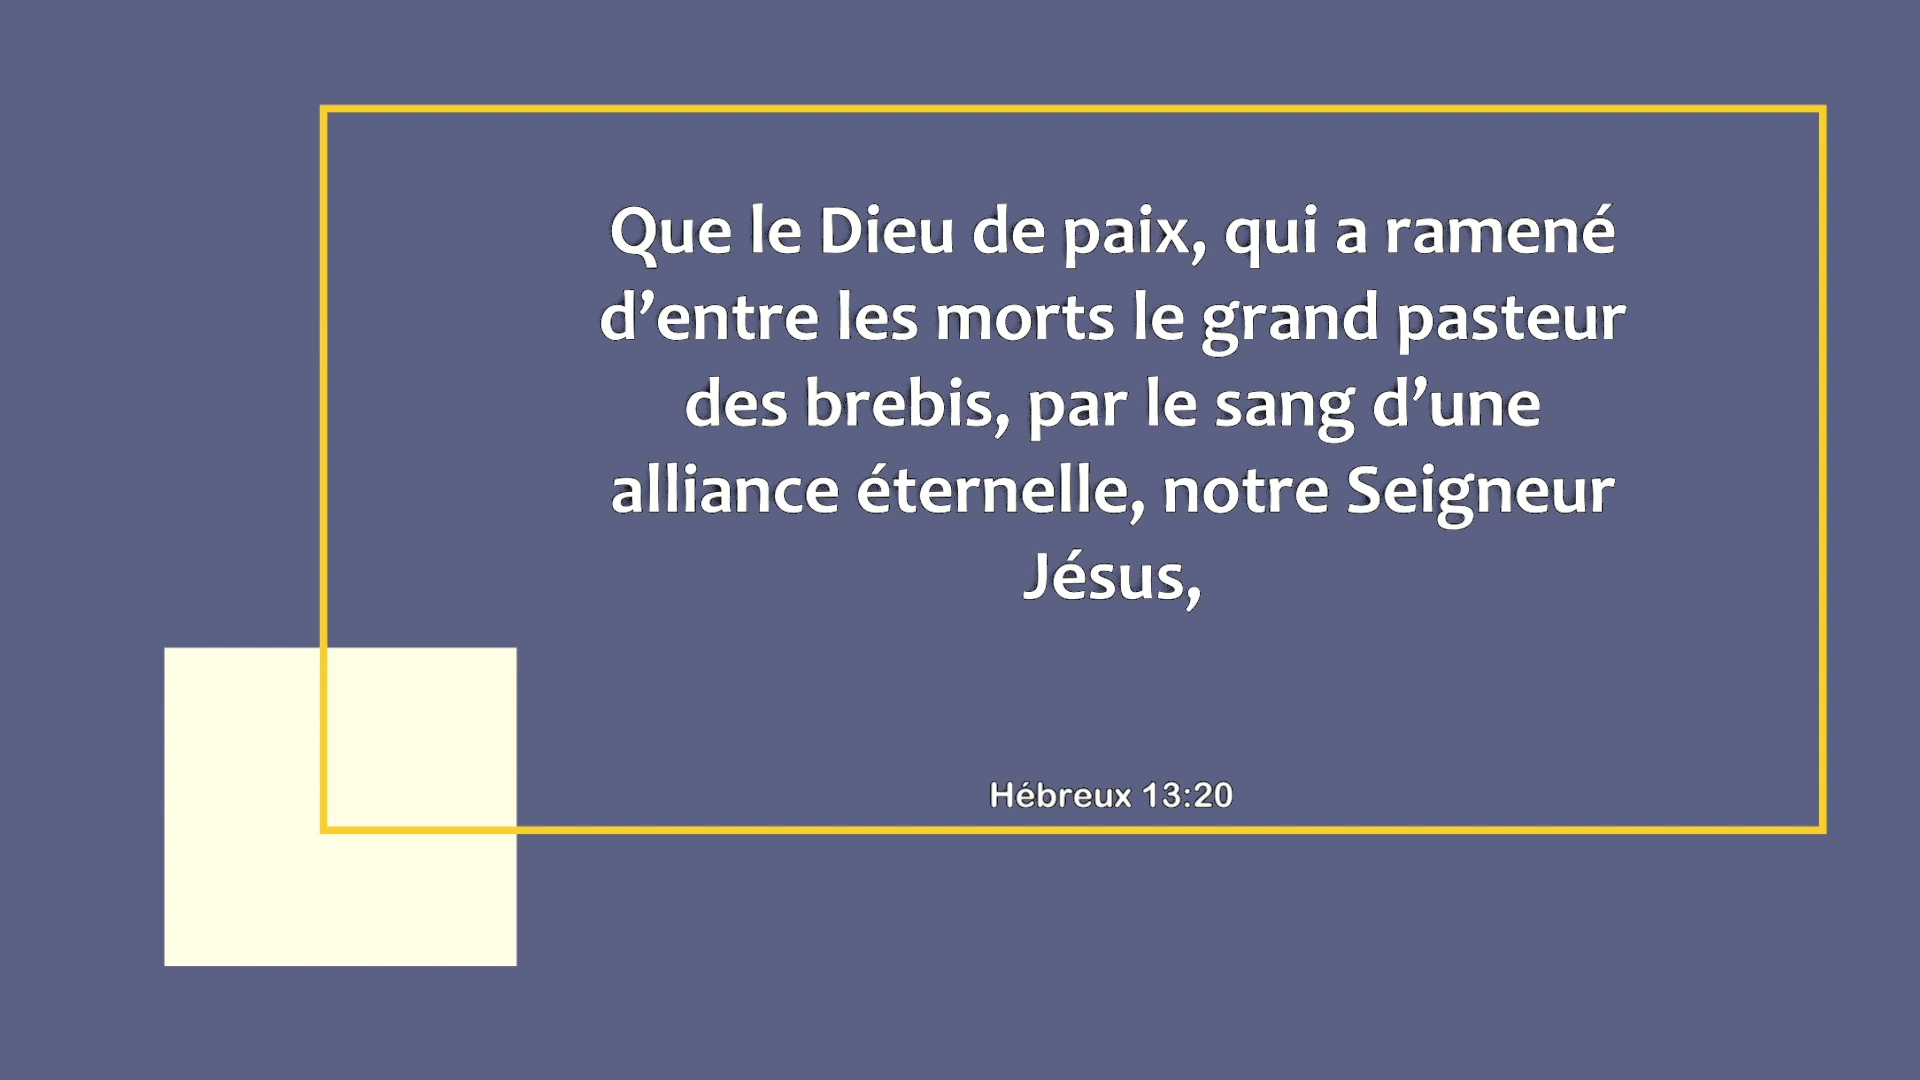 Que le Dieu de paix, qui a ramené
d’entre les morts le grand pasteur
des brebis, par le sang d’une
alliance éternelle, notre Seigneur
Jésus,
Hébreux 13:20